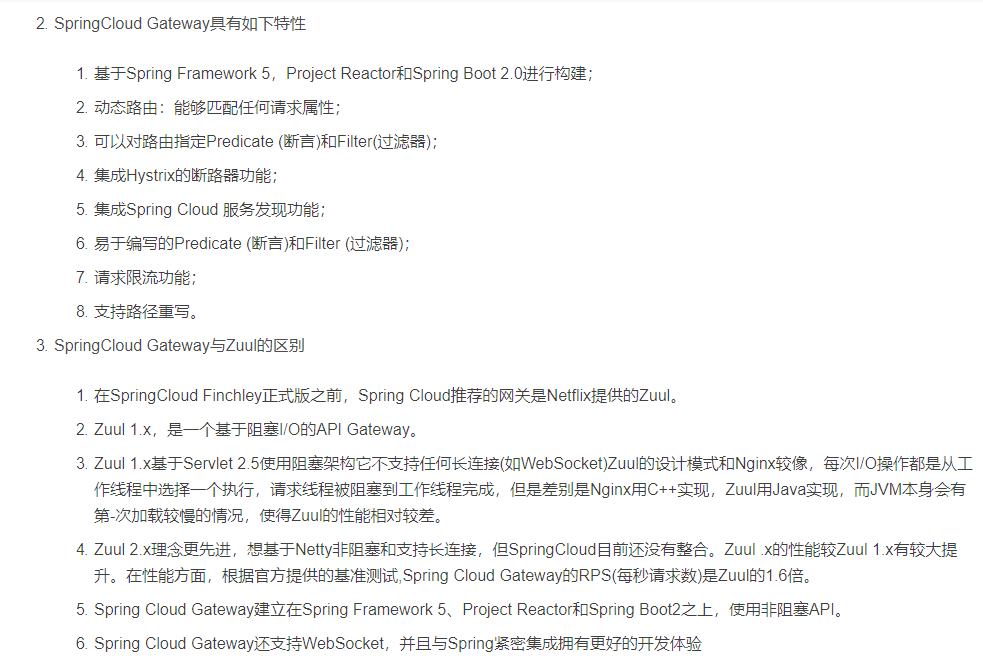 2. SpringCloud Gateway具有如下特性
1. 基于Spring Framework 5，Project Reactor和Spring Boot 2.0进行构建；
2. 动态路由：能够匹配任何请求属性；
3. 可以对路由指定Predicate (断言)和Filter(过滤器)；
4. 集成Hystrix的断路器功能；
5. 集成Spring Cloud 服务发现功能；
6. 易于编写的Predicate (断言)和Filter (过滤器)；
7. 请求限流功能；
8. 支持路径重写。
3. SpringCloud Gateway与Zuul的区别
1. 在SpringCloud Finchley正式版之前，Spring Cloud推荐的网关是Netflix提供的Zuul。
2. Zuul 1.x，是一个基于阻塞I/O的API Gateway。
3. Zuul 1.x基于Servlet 2.5使用阻塞架构它不支持任何长连接(如WebSocket)Zuul的设计模式和Nginx较像，每次I/O操作都是从工
作线程中选择一个执行，请求线程被阻塞到工作线程完成，但是差别是Nginx用C++实现，Zuul用Java实现，而JVM本身会有
第-次加载较慢的情况，使得Zuul的性能相对较差。
4. Zuul 2.x理念更先进，想基于Netty非阻塞和支持长连接，但SpringCloud目前还没有整合。Zuul .x的性能较Zuul 1.x有较大提
升。在性能方面，根据官方提供的基准测试,Spring Cloud Gateway的RPS(每秒请求数)是Zuul的1.6倍。
5. Spring Cloud Gateway建立在Spring Framework 5、Project Reactor和Spring Boot2之上，使用非阻塞API。
6. Spring Cloud Gateway还支持WebSocket，并且与Spring紧密集成拥有更好的开发体验